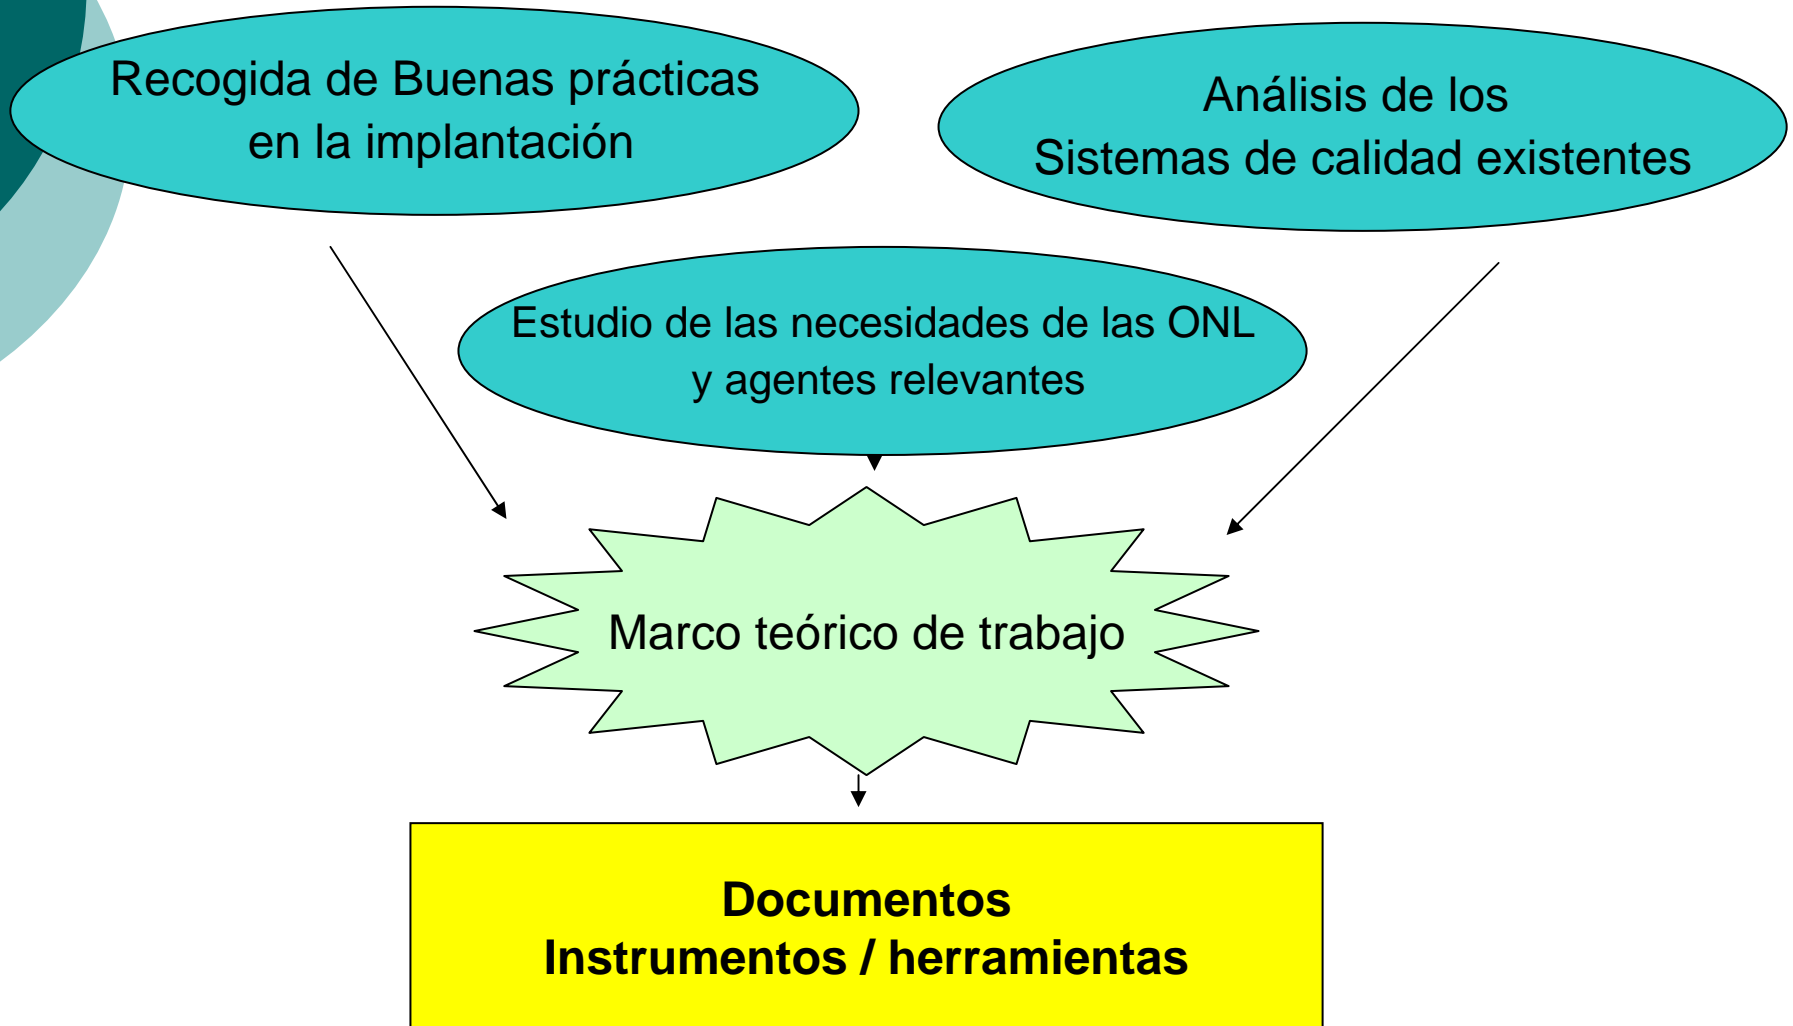 Recogida de Buenas prácticas
en la implantación
Análisis de los
Sistemas de calidad existentes
Estudio de las necesidades de las ONL
y agentes relevantes
Marco teórico de trabajo
Documentos
Instrumentos / herramientas